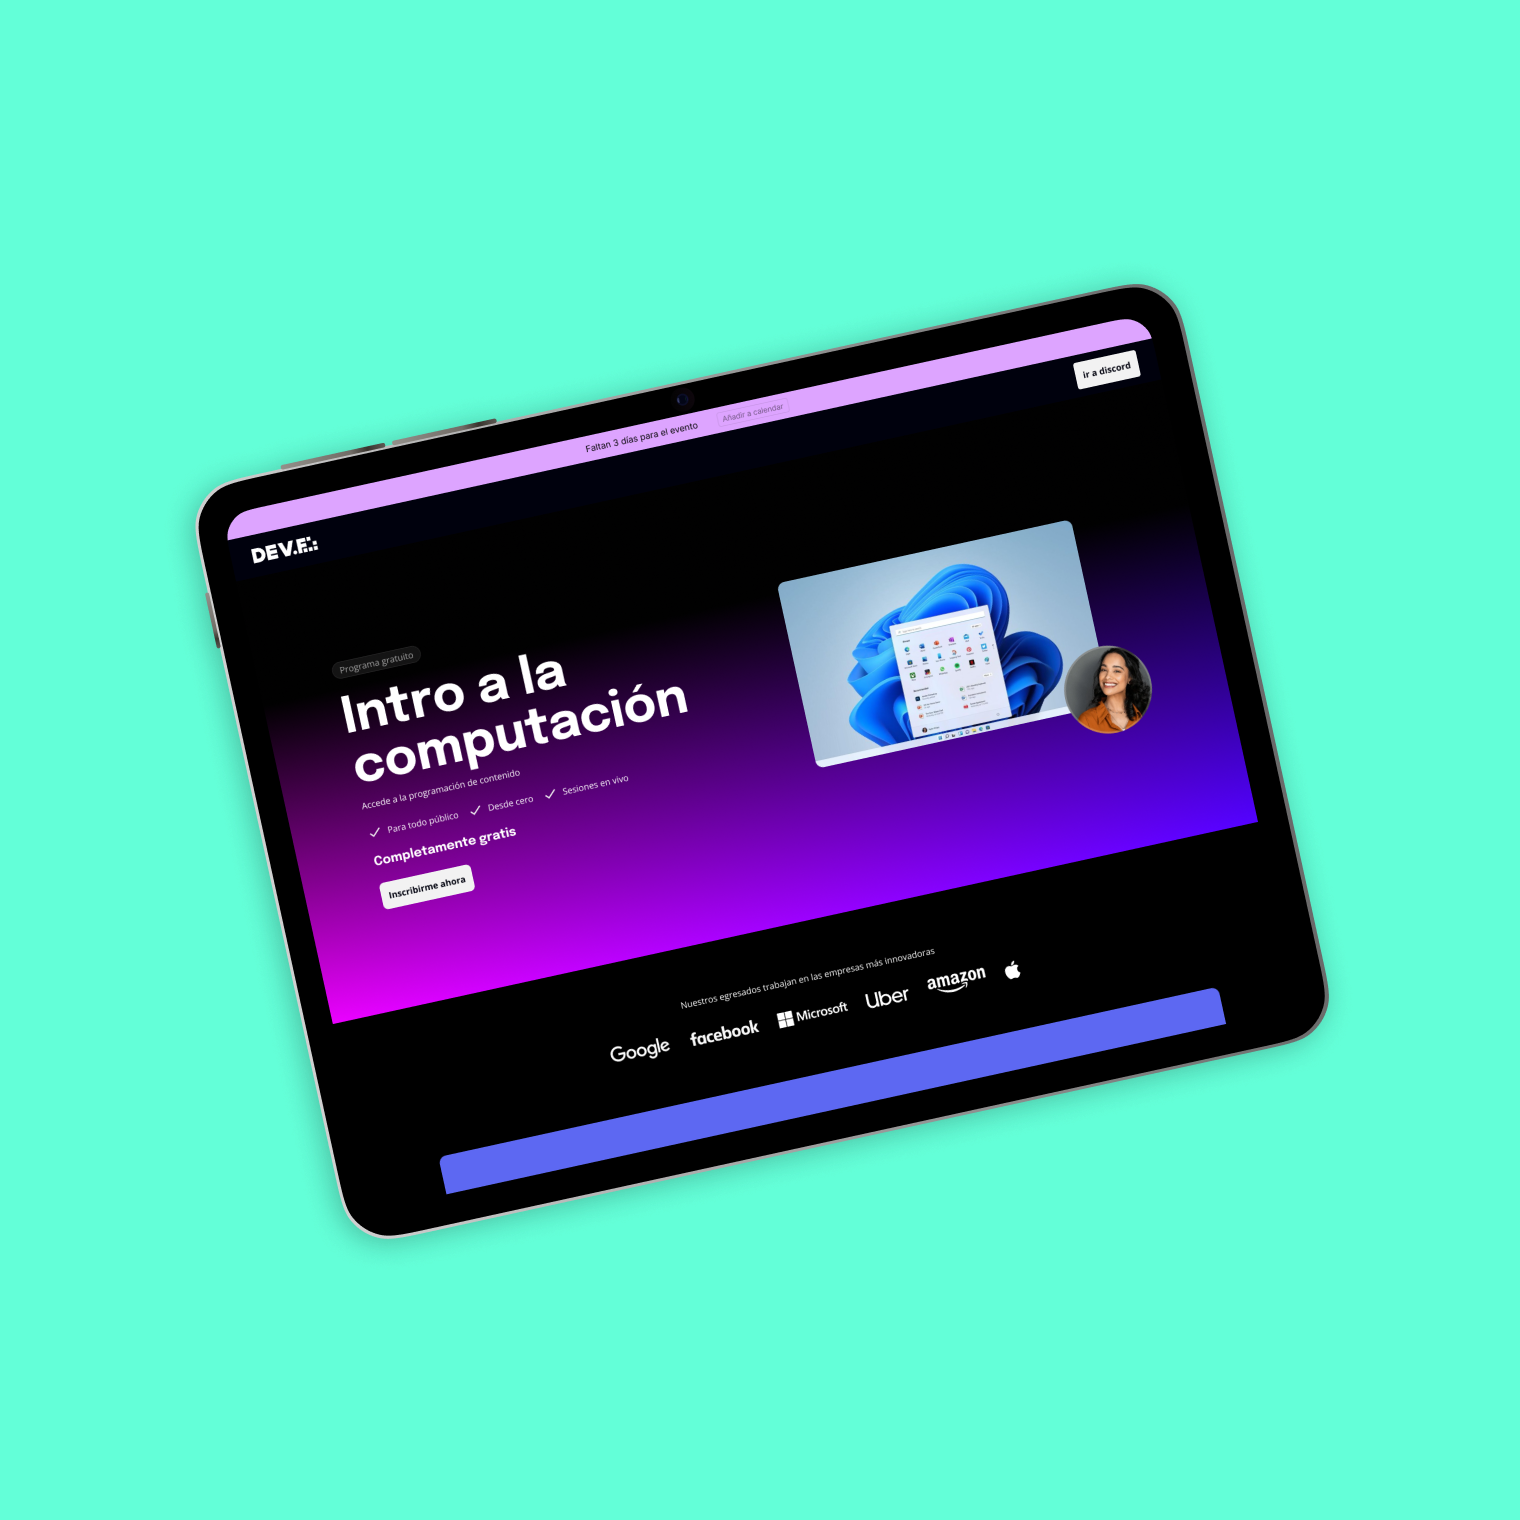 Faltan 3 días para el evento
Añadir a calendar
ir a discord
DEV.F.:
Programa gratuito
Intro a la
computación
Accede a la programación de contenido
Para todo público
Desde cero
Sesiones en vivo
Completamente gratis
Inscribirme ahora
Nuestros egresados trabajan en las empresas más innovadoras
Google
facebook
Microsoft
Uber
amazon